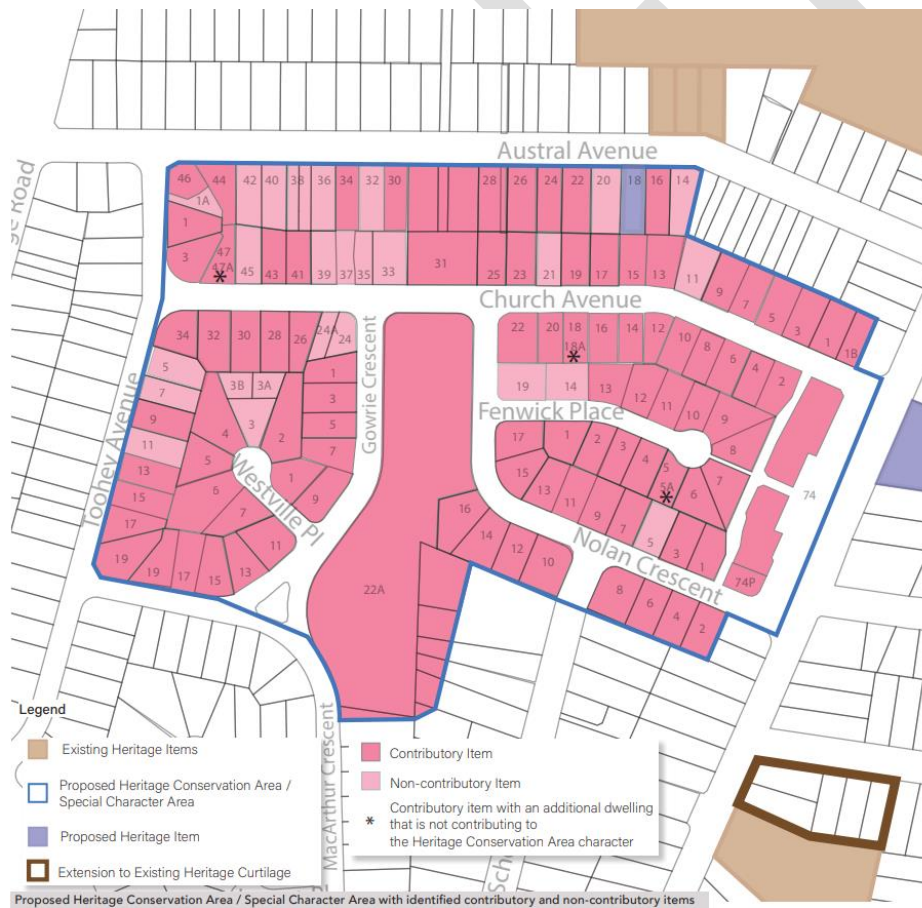 Austral Avenue
ge Road
46 44 42 40 38 36 34 32 30 28 26 24 22 20 18 16 14
1A
1
3 47 45 43 41 39 37 35 33 31 25 23 21 19 17 15 13 11 9 7 5 3 1 1B
47A
*
Church Avenue
34 32 30 28 26 24A 24
22 20 18 16 14 12 10 8 6 4 2
18A
*
5 3B 3A 1
7 3 3
9 4 2 5
11 5 7
13 6 1 9
15 7
17 11
19 19 17 15 13
Gowrie Crescent
Tooney Avenue
Westville Pl
19 14 13 12 11 10 9 8
Fenwick Place
17 1 2 3 4 5 6 7
5A
*
15 13 11 9 7 5 3 1
74
74P
Nolan Crescent
16 14 12 10
8 6 4 2
22A
MacArthur Crescent
Sch
Legend
Existing Heritage Items
Proposed Heritage Conservation Area /
Special Character Area
Proposed Heritage Item
Extension to Existing Heritage Curtilage
Contributory Item
Non-contributory Item
* Contributory item with an additional dwelling
that is not contributing to
the Heritage Conservation Area character
Proposed Heritage Conservation Area / Special Character Area with identified contributory and non-contributory items